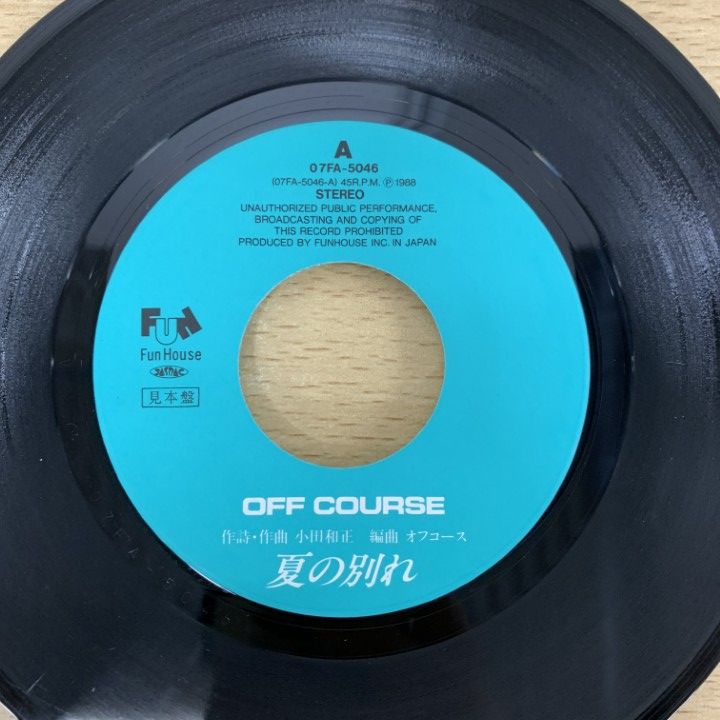 A
07FA-5046
(07FA-5046-A) 45R.P.M. Ⓟ1988
STEREO
UNAUTHORIZED PUBLIC PERFORMANCE,
BROADCASTING AND COPYING OF
THIS RECORD PROHIBITED
PRODUCED BY FUNHOUSE INC. IN JAPAN
FUN
Fun House
JASRAC
見本盤
OFF COURSE
作詩・作曲 小田和正 編曲 オフコース
夏の別れ